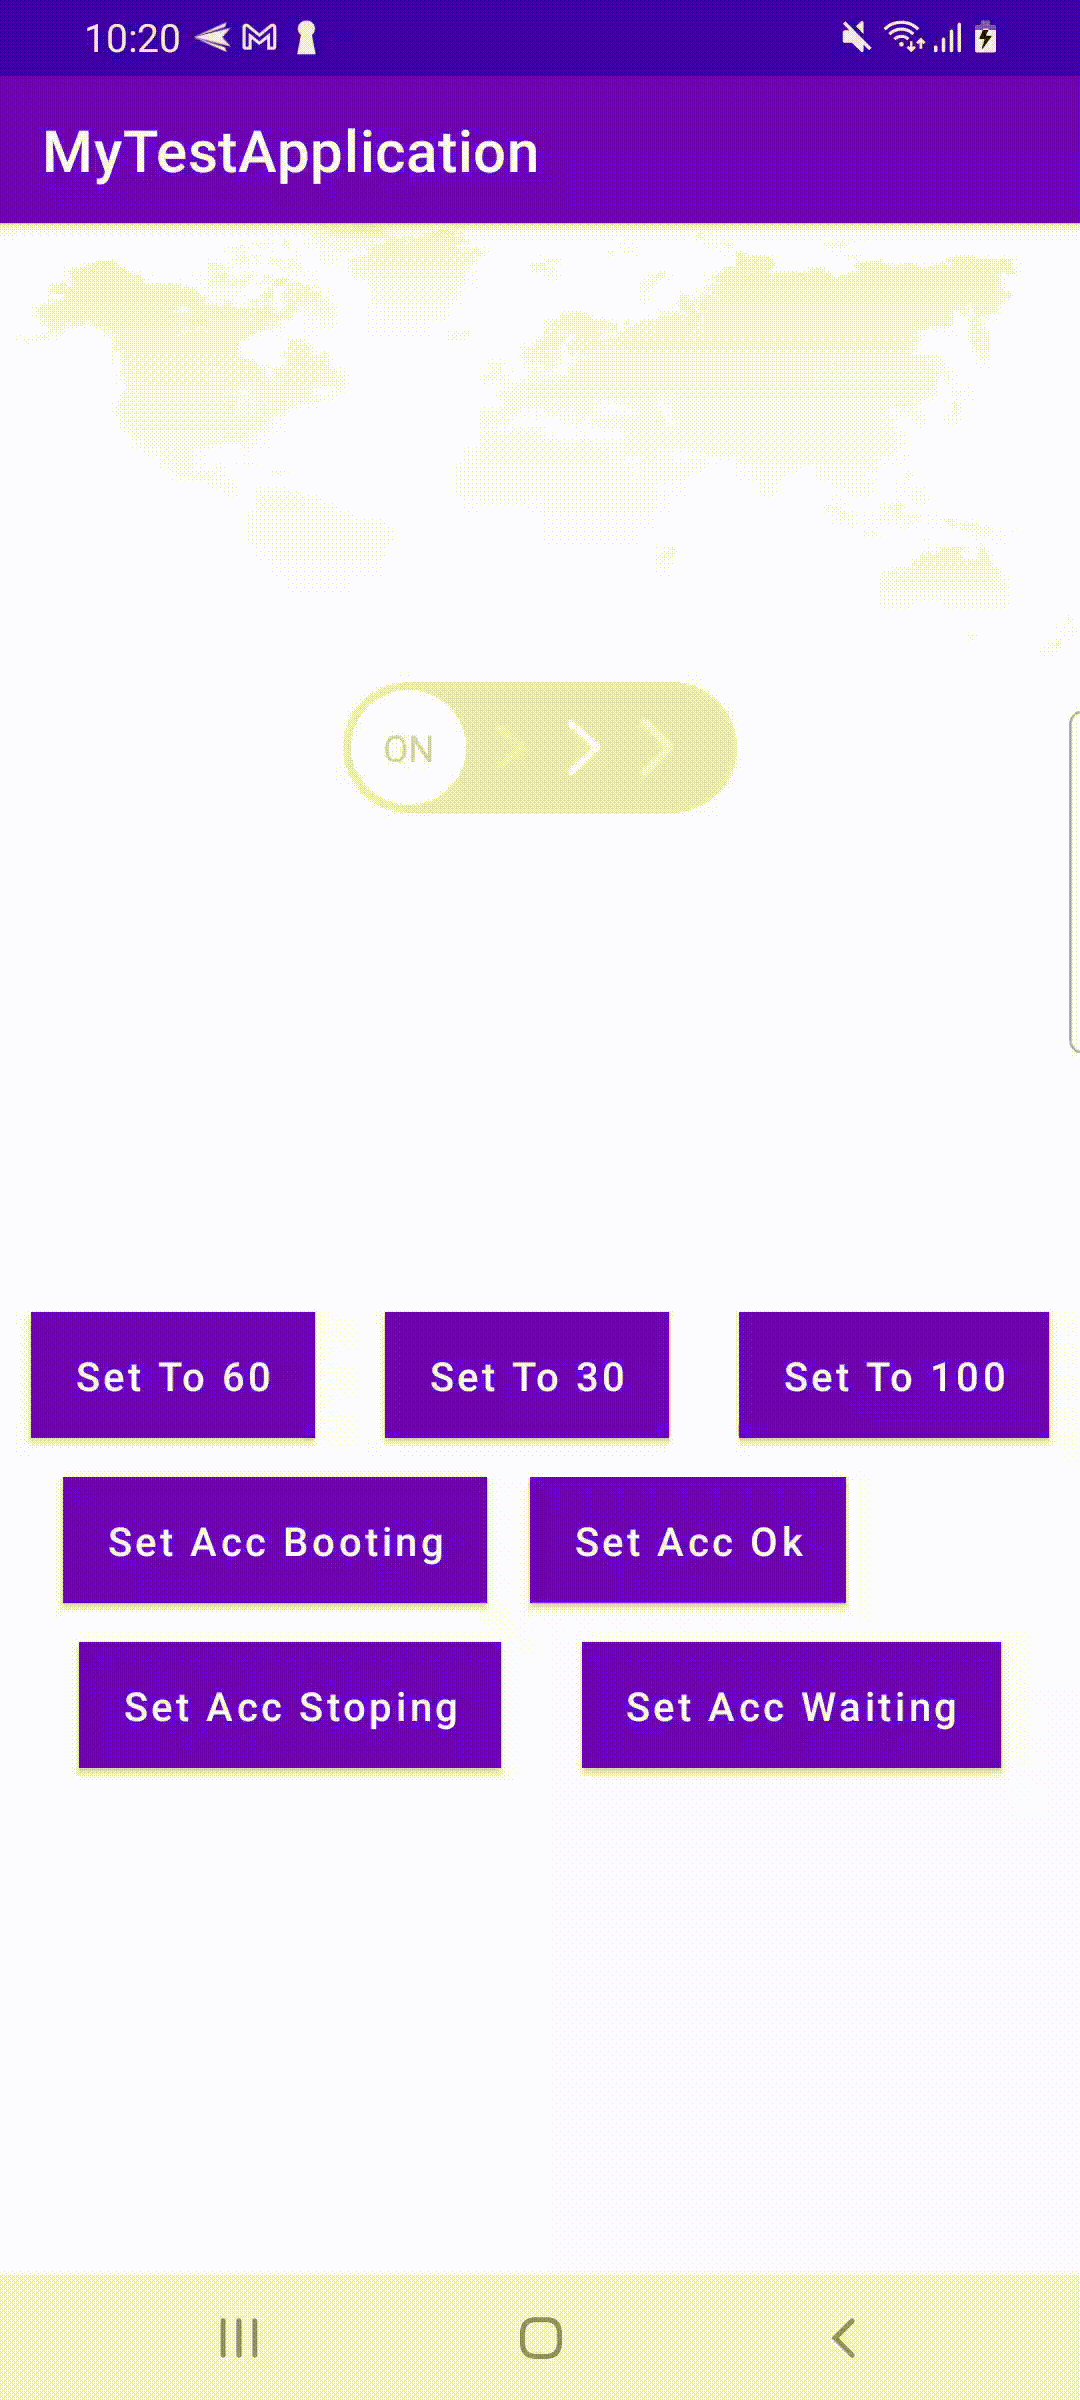 10:20
MyTestApplication
ON
Set To 60 Set To 30 Set To 100
Set Acc Booting Set Acc Ok
Set Acc Stoping Set Acc Waiting